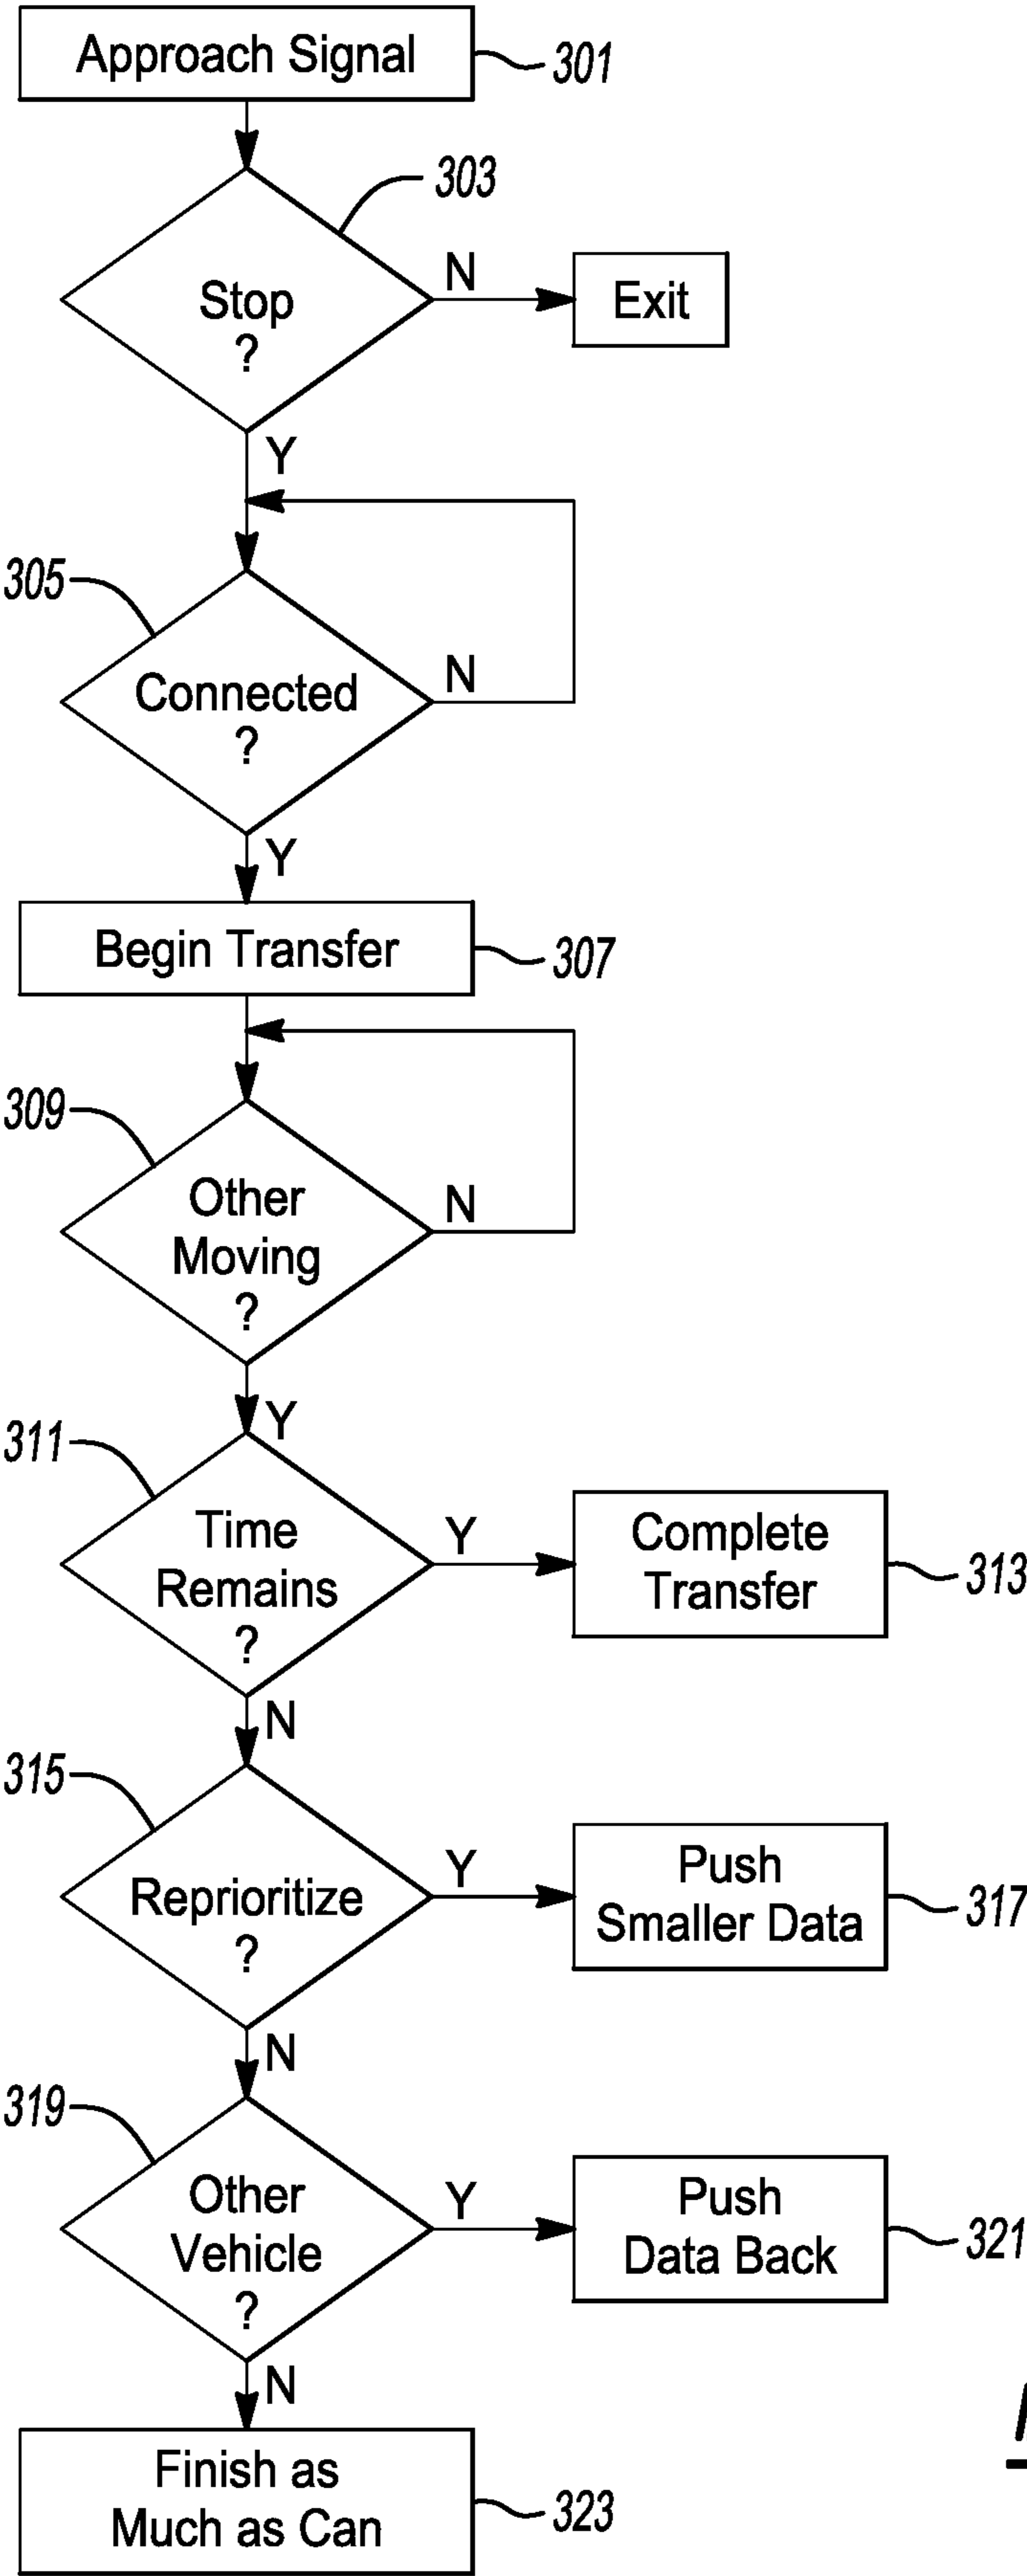 Approach Signal
301
303
Stop
?
N
Exit
Y
305
Connected
?
N
Y
Begin Transfer
307
309
Other
Moving
?
N
Y
311
Time
Remains
?
Y
Complete
Transfer
313
N
315
Reprioritize
?
Y
Push
Smaller Data
317
N
319
Other
Vehicle
?
Y
Push
Data Back
321
N
Finish as
Much as Can
323